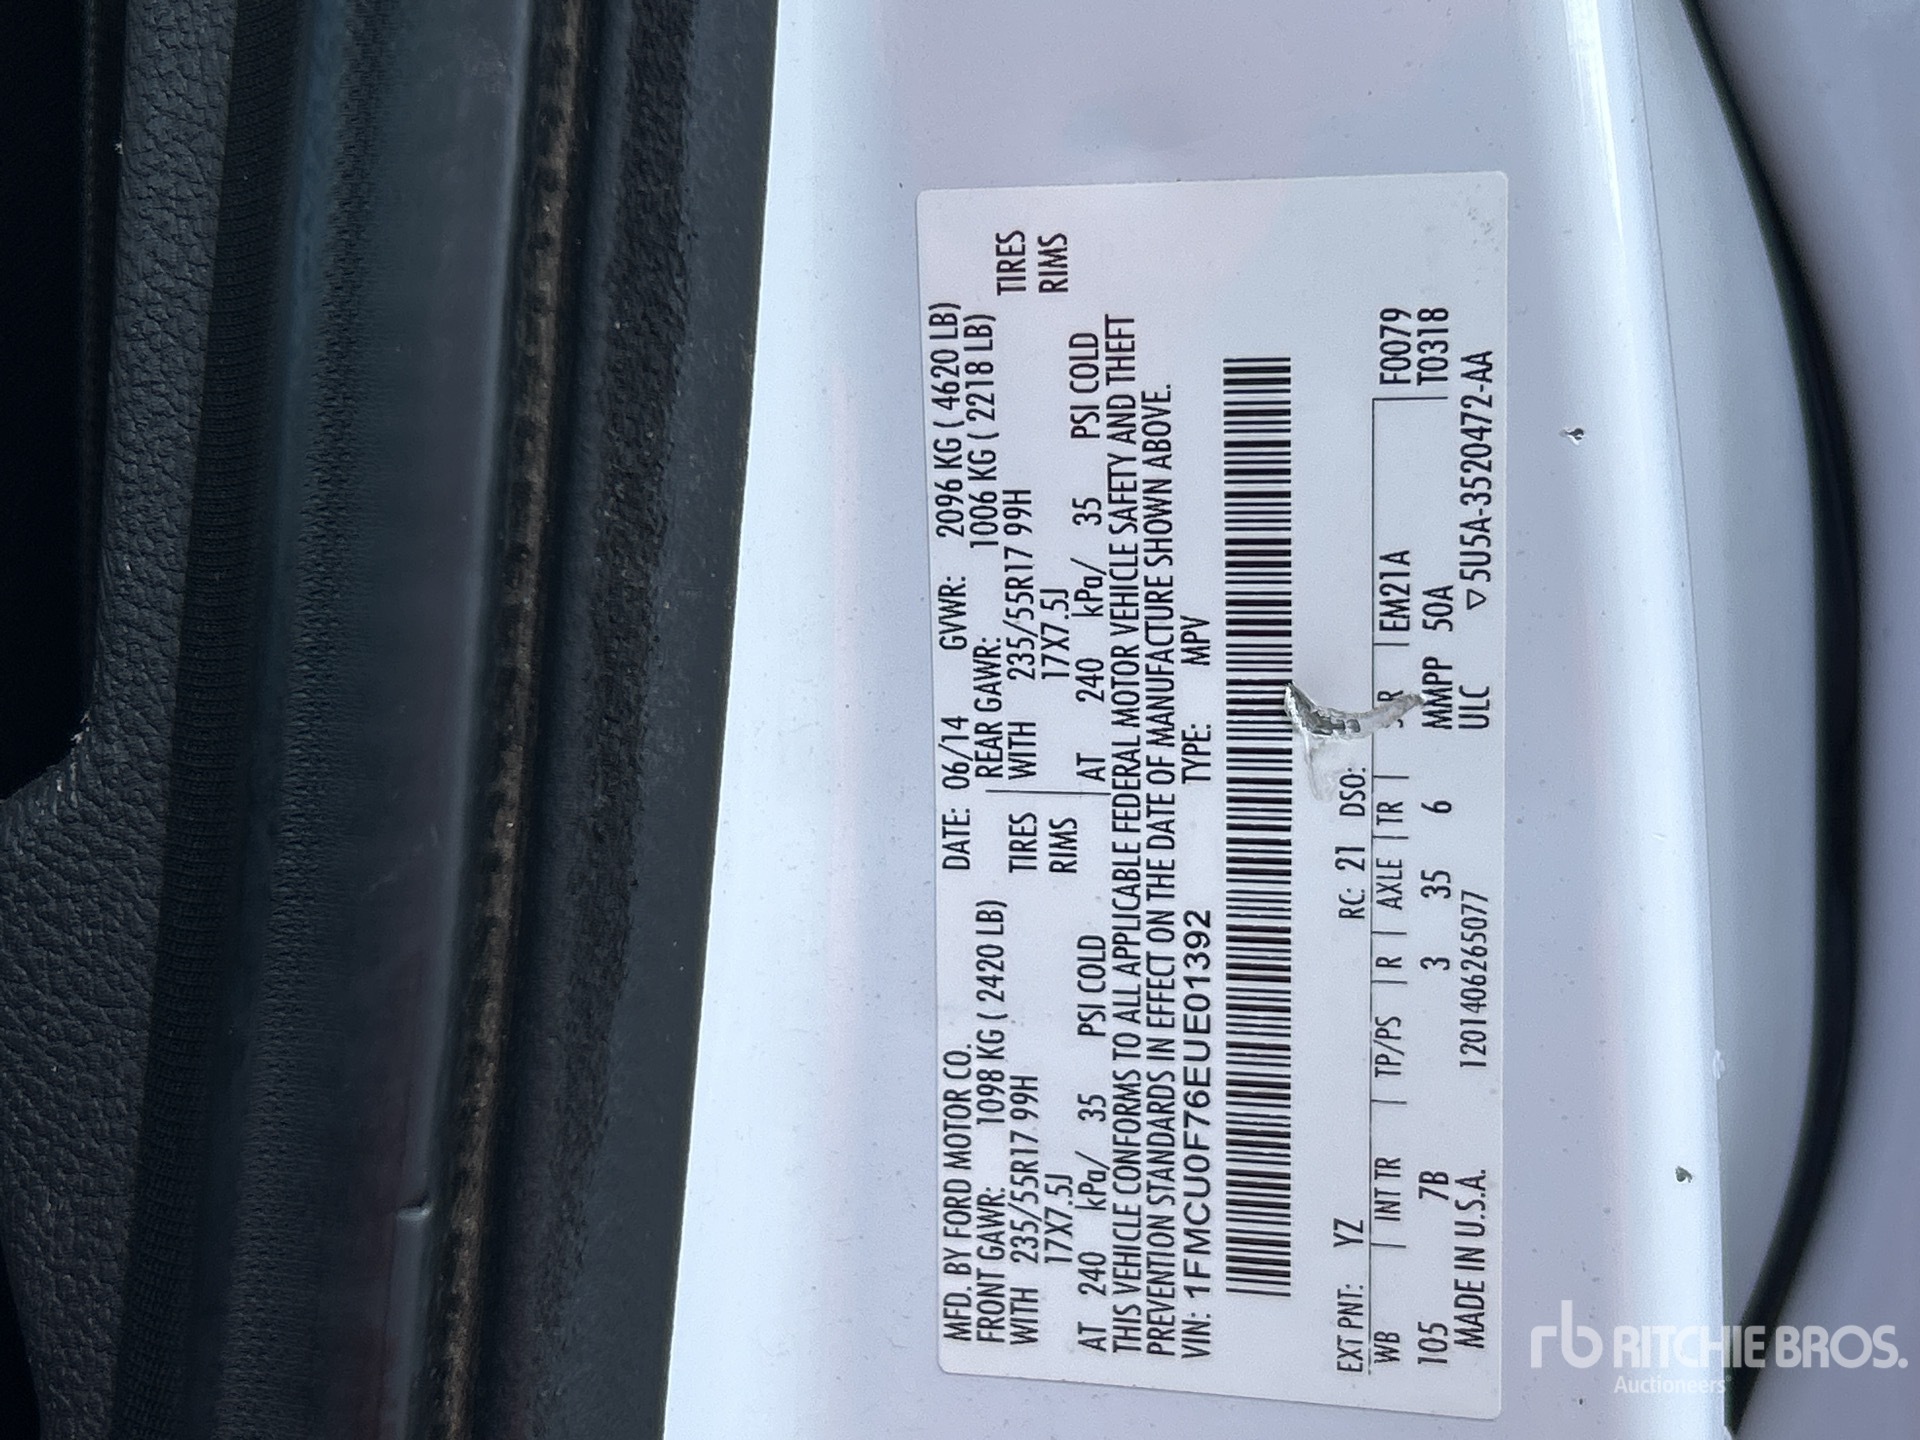 MFD. BY FORD MOTOR CO. DATE: 06/14 GVWR: 2096 KG ( 4620 LB)
FRONT GAWR: 1098 KG ( 2420 LB) REAR GAWR: 1006 KG ( 2218 LB)
WITH 235/55R17 99H TIRES WITH 235/55R17 99H TIRES
17X7.5J RIMS 17X7.5J RIMS
AT 240 kPa/ 35 PSI COLD AT 240 kPa/ 35 PSI COLD
THIS VEHICLE CONFORMS TO ALL APPLICABLE FEDERAL MOTOR VEHICLE SAFETY AND THEFT
PREVENTION STANDARDS IN EFFECT ON THE DATE OF MANUFACTURE SHOWN ABOVE.
VIN: 1FMCU0F76EUE01392 TYPE: MPV
EXT PNT: YZ RC: 21 DSO:
WB | INT TR | TP/PS | R | AXLE | TR | R | EM21A F0079
105 7B 3 35 6 MMPP 50A T0318
MADE IN U.S.A. 120140626507​7 ULC ▽5U5A-3520472-AA
rb RITCHIE BROS.
Auctioneers